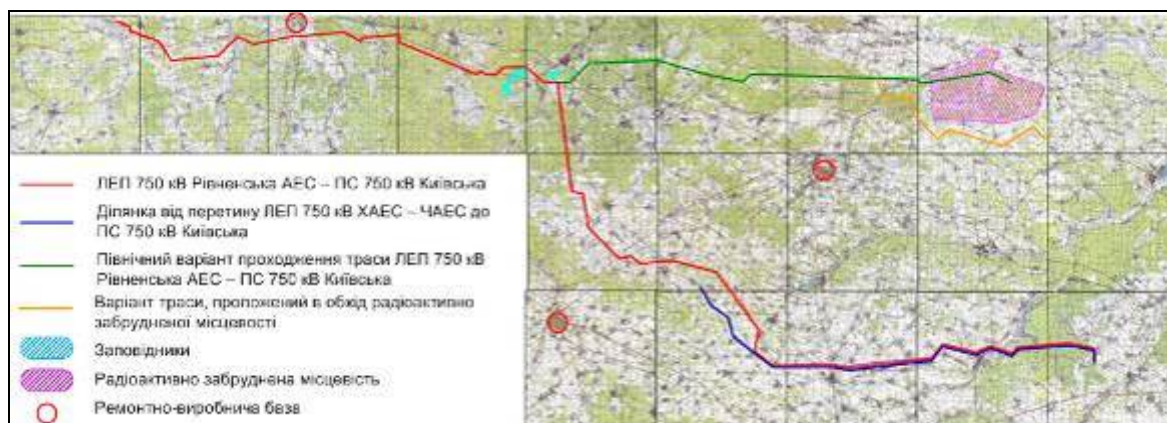 ЛЕП 750 кВ Рівненська АЕС – ПС 750 кВ Київська
Ділянка від перетину ЛЕП 750 кВ ХАЕС – ЧАЕС до
ПС 750 кВ Київська
Північний варіант проходження траси ЛЕП 750 кВ
Рівненська АЕС – ПС 750 кВ Київська
Варіант траси, проложений в обхід радіоактивно
забрудненої місцевості
Заповідники
Радіоактивно забруднена місцевість
Ремонтно-виробнича база